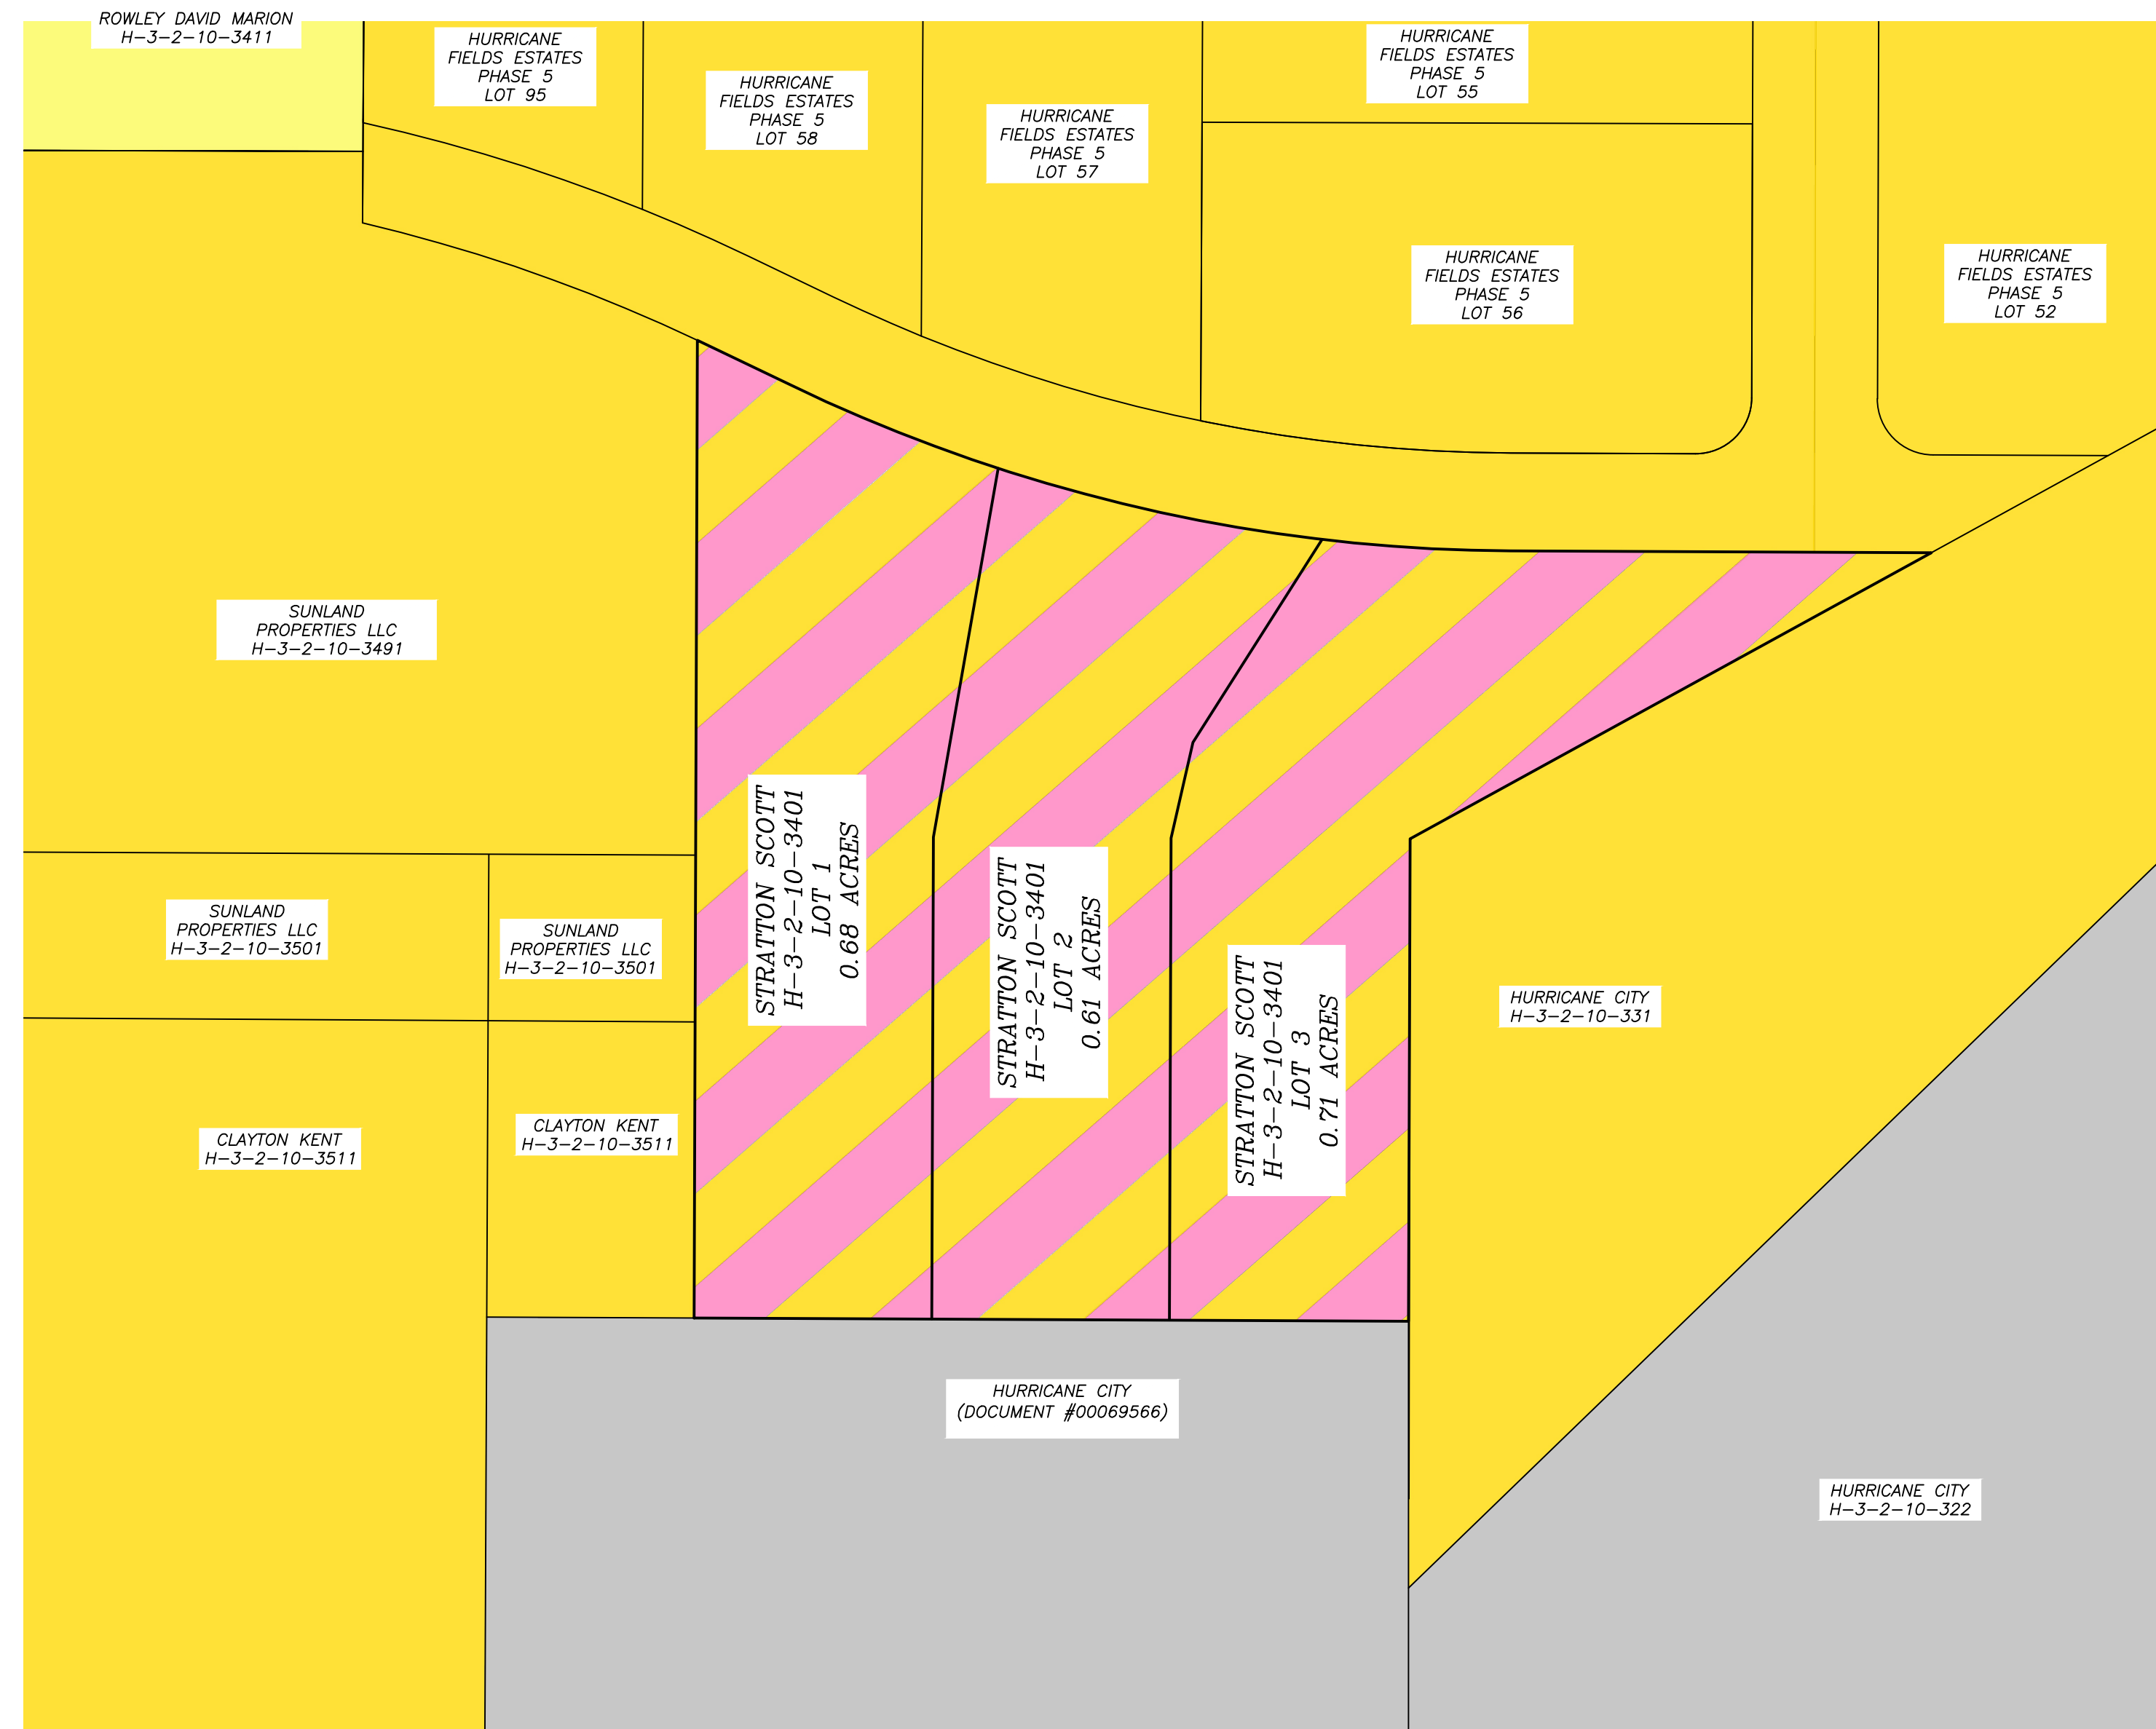 ROWLEY DAVID MARION
H-3-2-10-3411
HURRICANE
FIELDS ESTATES
PHASE 5
LOT 95
HURRICANE
FIELDS ESTATES
PHASE 5
LOT 58
HURRICANE
FIELDS ESTATES
PHASE 5
LOT 57
HURRICANE
FIELDS ESTATES
PHASE 5
LOT 55
HURRICANE
FIELDS ESTATES
PHASE 5
LOT 56
HURRICANE
FIELDS ESTATES
PHASE 5
LOT 52
SUNLAND
PROPERTIES LLC
H-3-2-10-3491
SUNLAND
PROPERTIES LLC
H-3-2-10-3501
SUNLAND
PROPERTIES LLC
H-3-2-10-3501
STRATTON SCOTT
H-3-2-10-3401
LOT 1
0.68 ACRES
STRATTON SCOTT
H-3-2-10-3401
LOT 2
0.61 ACRES
STRATTON SCOTT
H-3-2-10-3401
LOT 3
0.71 ACRES
HURRICANE CITY
H-3-2-10-331
CLAYTON KENT
H-3-2-10-3511
CLAYTON KENT
H-3-2-10-3511
HURRICANE CITY
(DOCUMENT #00069566)
HURRICANE CITY
H-3-2-10-322